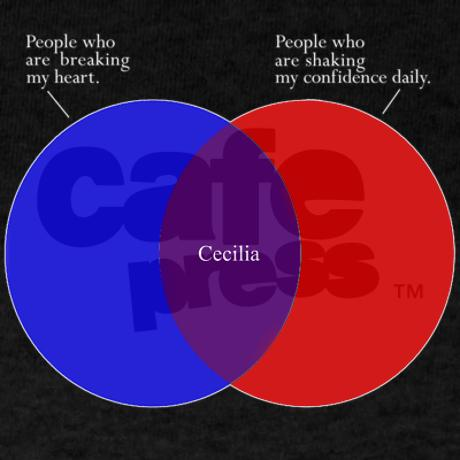 People who
are breaking
my heart.
People who
are shaking
my confidence daily.
Cecilia
cafe
press
TM